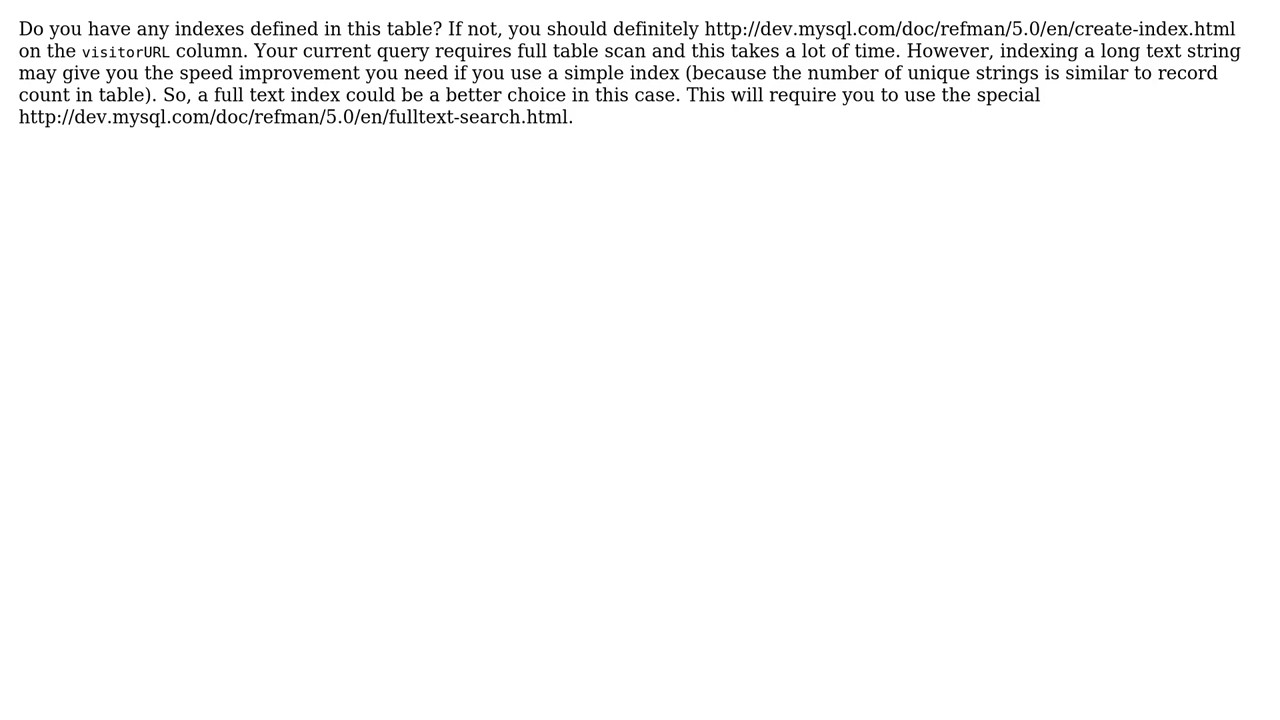 Do you have any indexes defined in this table? If not, you should definitely http://dev.mysql.com/doc/refman/5.0/en/create-index.html
on the visitorURL column. Your current query requires full table scan and this takes a lot of time. However, indexing a long text string
may give you the speed improvement you need if you use a simple index (because the number of unique strings is similar to record
count in table). So, a full text index could be a better choice in this case. This will require you to use the special
http://dev.mysql.com/doc/refman/5.0/en/fulltext-search.html.